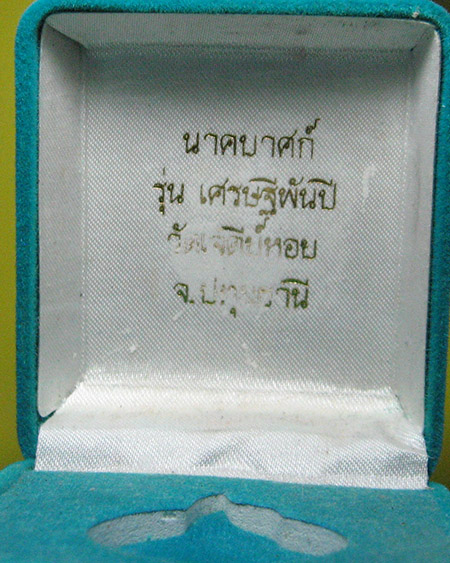 นาคบาศก์
รุ่น เศรษฐีพันปี
วัดเจดีย์หอย
จ.ปทุมธานี